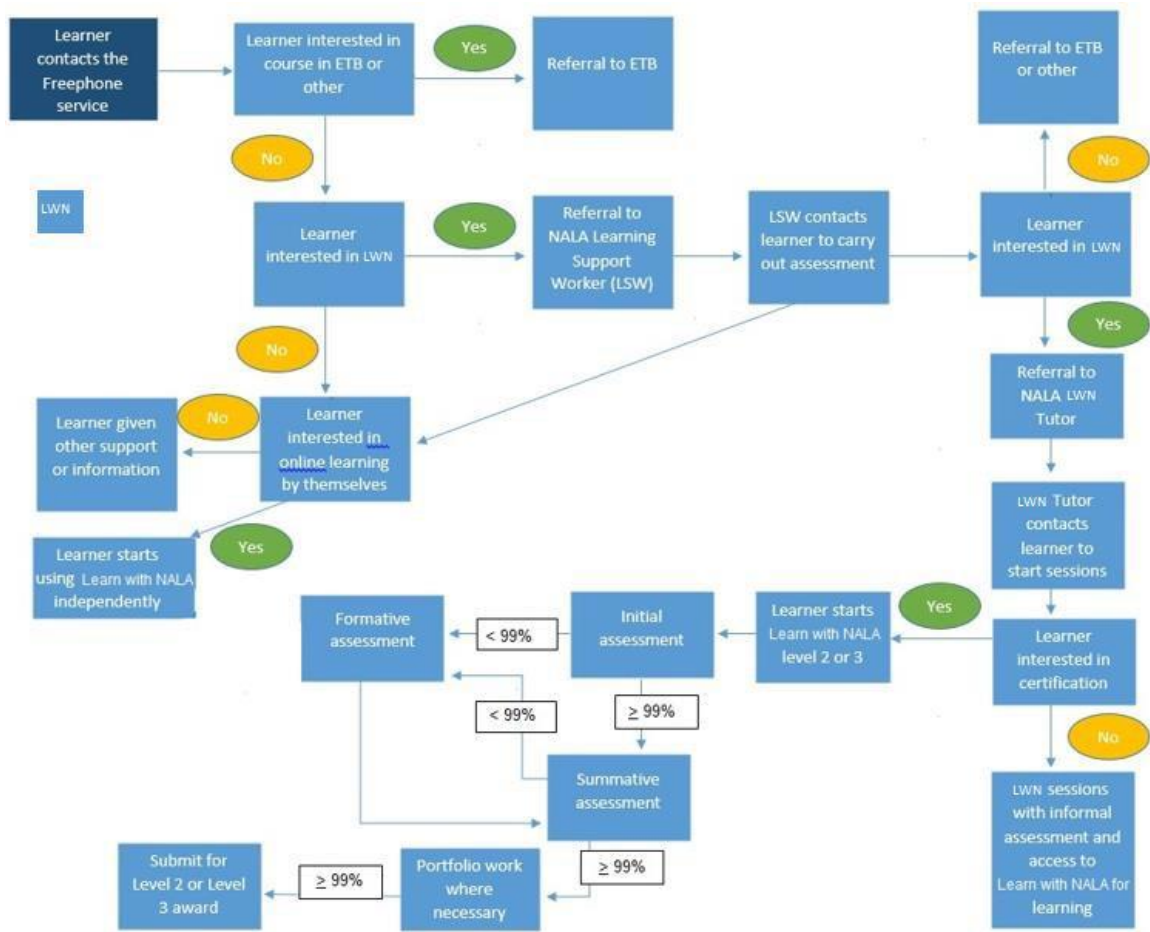 Learner
contacts the
Freephone
service
Learner interested in
course in ETB or
other
Yes
Referral to ETB
Referral to ETB
or other
No
No
LWN
Learner
interested in LWN
Yes
Referral to
NALA Learning
Support
Worker (LSW)
LSW contacts
learner to carry
out assessment
Learner
interested in LWN
No
Yes
Learner given
other support
or information
No
Learner
interested in
online learning
by themselves
Referral to
NALA LWN
Tutor
Learner starts
using Learn with NALA
independently
Yes
LWN Tutor
contacts
learner to
start sessions
Formative
assessment
< 99%
Initial
assessment
Learner starts
Learn with NALA
level 2 or 3
Yes
Learner
interested in
certification
< 99%
≥ 99%
No
Summative
assessment
LWN sessions
with informal
assessment and
access to
Learn with NALA for
learning
Submit for
Level 2 or Level
3 award
≥ 99%
Portfolio work
where
necessary
≥ 99%